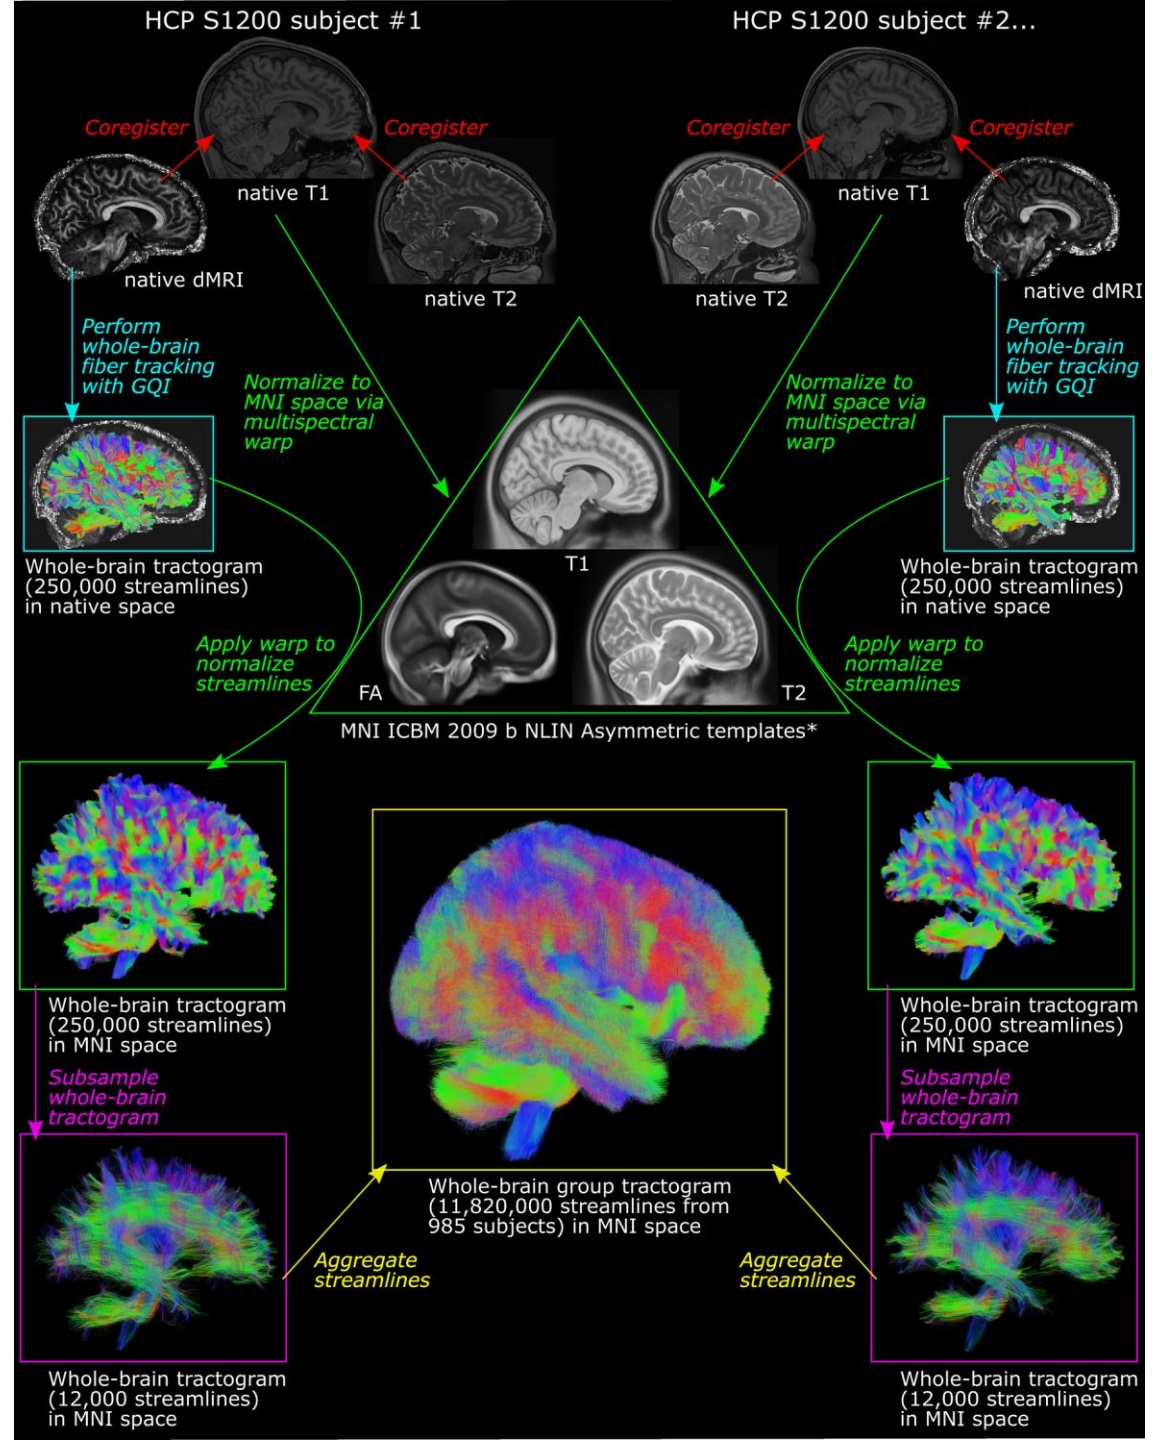 HCP S1200 subject #1
HCP S1200 subject #2...
Coregister
Coregister
Coregister
Coregister
native T1
native T1
native dMRI
native T2
native T2
native dMRI
Perform
whole-brain
fiber tracking
with GQI
Perform
whole-brain
fiber tracking
with GQI
Normalize to
MNI space via
multispectral
warp
Normalize to
MNI space via
multispectral
warp
Whole-brain tractogram
(250,000 streamlines)
in native space
T1
Whole-brain tractogram
(250,000 streamlines)
in native space
Apply warp to
normalize
streamlines
FA
T2
Apply warp to
normalize
streamlines
MNI ICBM 2009 b NLIN Asymmetric templates*
Whole-brain tractogram
(250,000 streamlines)
in MNI space
Whole-brain tractogram
(250,000 streamlines)
in MNI space
Subsample
whole-brain
tractogram
Subsample
whole-brain
tractogram
Whole-brain group tractogram
(11,820,000 streamlines from
985 subjects) in MNI space
Aggregate
streamlines
Aggregate
streamlines
Whole-brain tractogram
(12,000 streamlines)
in MNI space
Whole-brain tractogram
(12,000 streamlines)
in MNI space